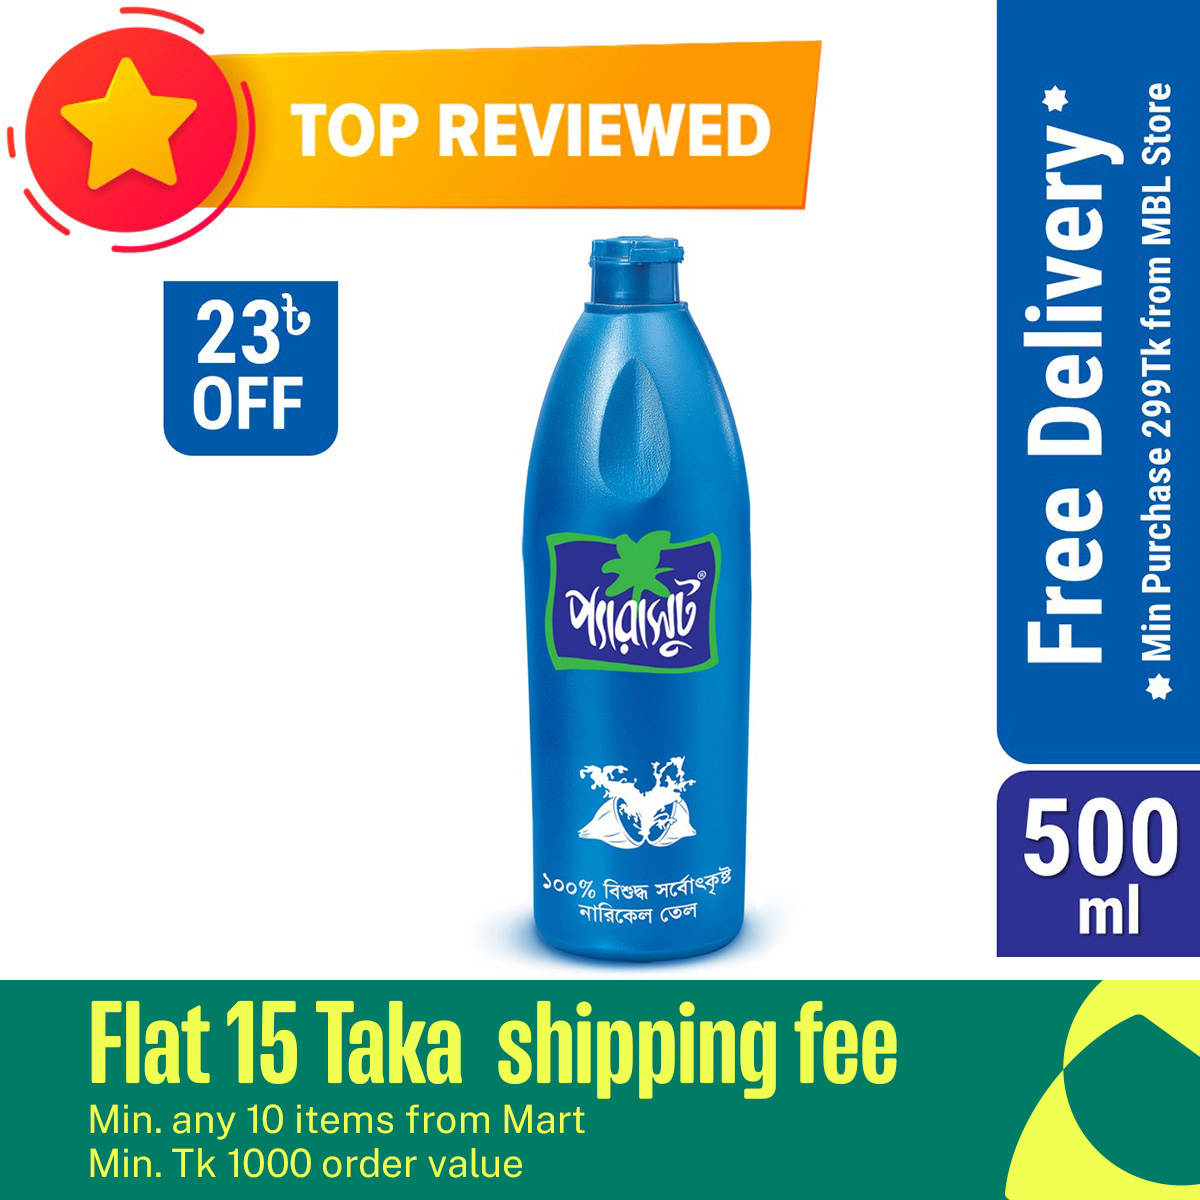 TOP REVIEWED
23৳
OFF
Free Delivery*
* Min Purchase 299Tk from MBL Store
প্যারাসুট®
১০০% বিশুদ্ধ সর্বোৎকৃষ্ট
নারিকেল তেল
500
ml
Flat 15 Taka shipping fee
Min. any 10 items from Mart
Min. Tk 1000 order value